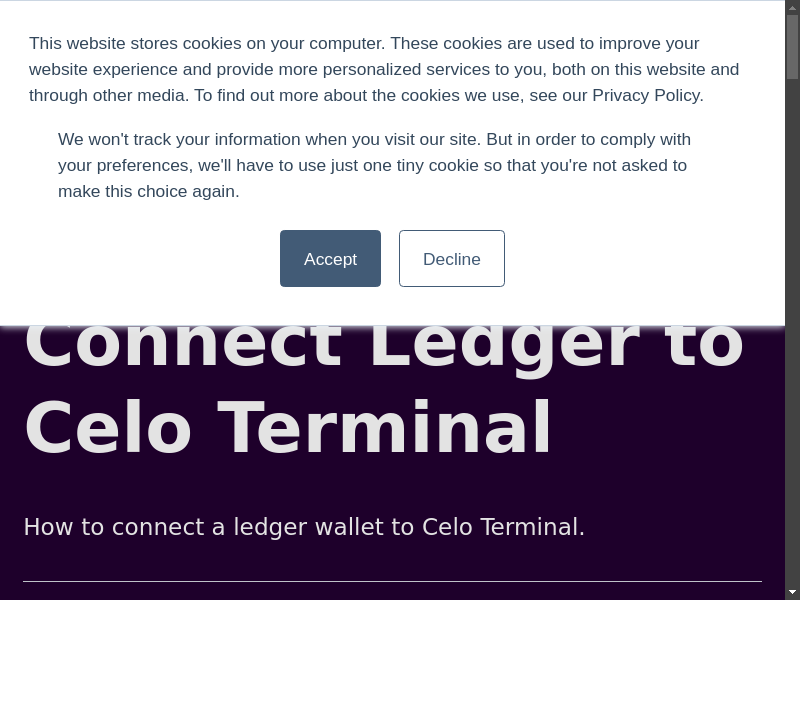 This website stores cookies on your computer. These cookies are used to improve your
website experience and provide more personalized services to you, both on this website and
through other media. To find out more about the cookies we use, see our Privacy Policy.
We won't track your information when you visit our site. But in order to comply with
your preferences, we'll have to use just one tiny cookie so that you're not asked to
make this choice again.
Accept
Decline
Connect Ledger to
Celo Terminal
How to connect a ledger wallet to Celo Terminal.